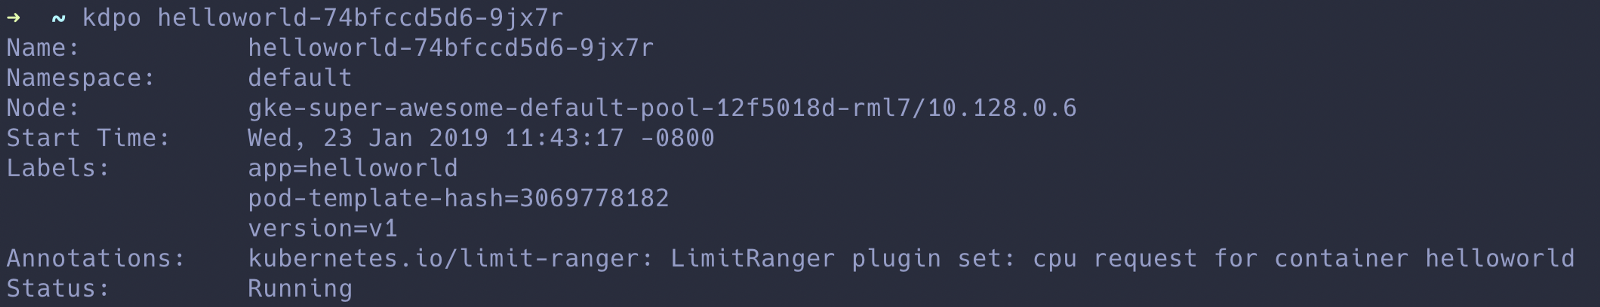 → ~ kdpo helloworld-74bfccd5d6-9jx7r
Name: helloworld-74bfccd5d6-9jx7r
Namespace: default
Node: gke-super-awesome-default-pool-12f5018d-rml7/10.128.0.6
Start Time: Wed, 23 Jan 2019 11:43:17 -0800
Labels: app=helloworld
pod-template-hash=3069778182
version=v1
Annotations: kubernetes.io/limit-ranger: LimitRanger plugin set: cpu request for container helloworld
Status: Running